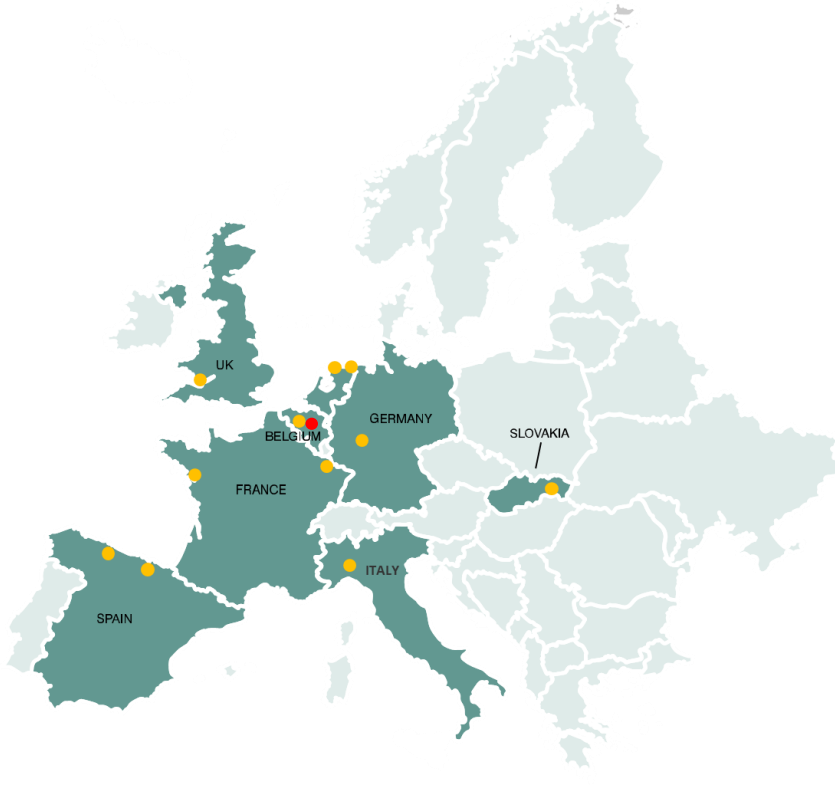 UK
GERMANY
SLOVAKIA
BELGIUM
FRANCE
ITALY
SPAIN